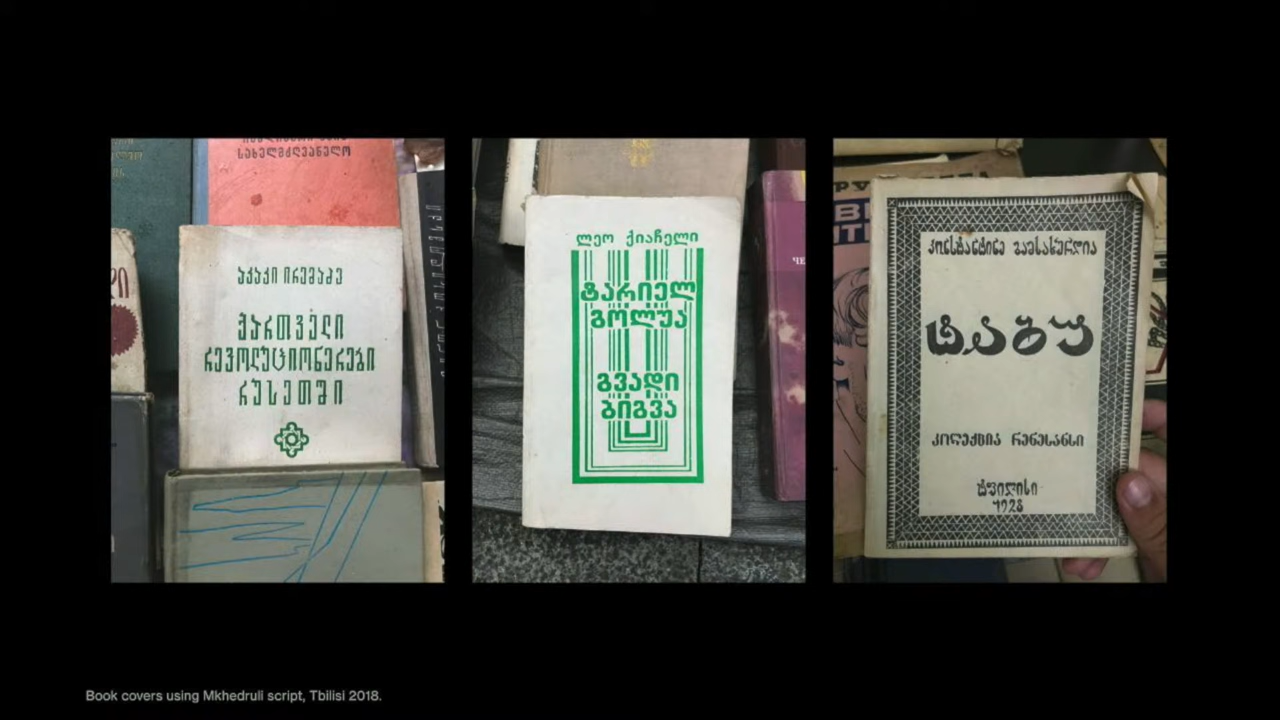 სახელმძღვანელო
აკაკი ირემაძე
ქართველი
რევოლუციონერები
რუსეთში
ლეო ქიაჩელი
ტარიელ
გოლუა
გვადი
ბიგვა
კონსტანტინე გამსახურდია
ტაბუ
კოლექცია რენესანსი
ტფილისი
1928
Book covers using Mkhedruli script, Tbilisi 2018.